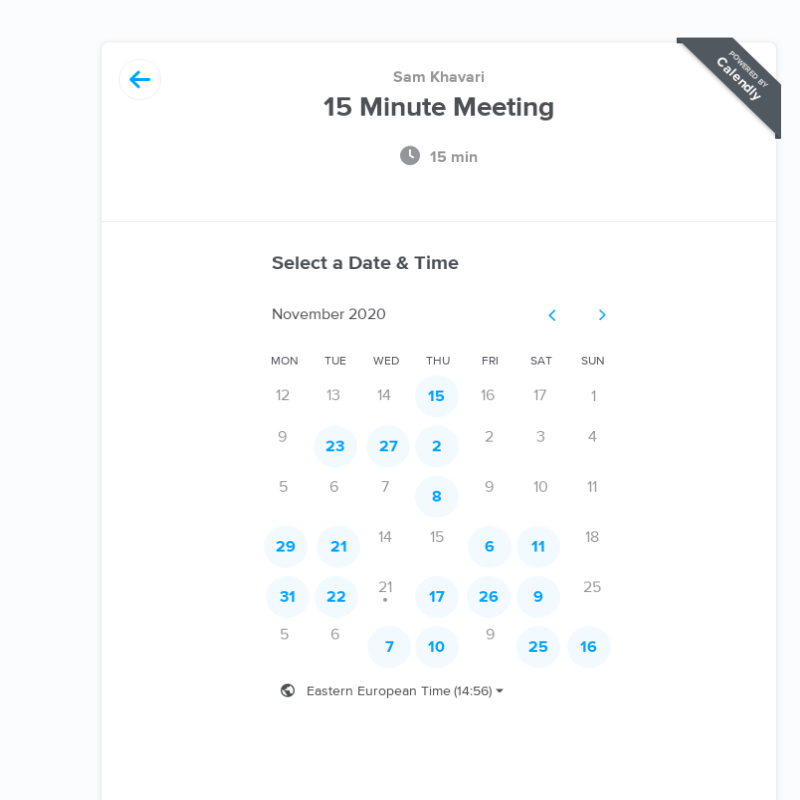 POWERED BY
Calendly
Sam Khavari
15 Minute Meeting
15 min
Select a Date & Time
November 2020
MON TUE WED THU FRI SAT SUN
12 13 14 15 16 17 1
9 23 27 2 2 3 4
5 6 7 8 9 10 11
29 21 14 15 6 11 18
31 22 21 17 26 9 25
5 6 7 10 9 25 16
Eastern European Time (14:56)